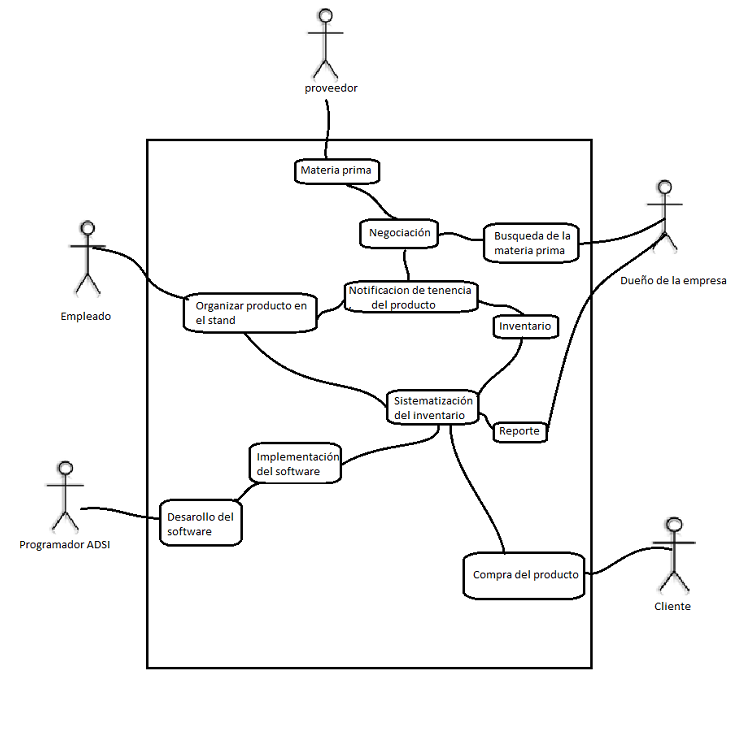 proveedor
Materia prima
Negociación
Busqueda de la
materia prima
Dueño de la empresa
Empleado
Organizar producto en
el stand
Notificacion de tenencia
del producto
Inventario
Sistematización
del inventario
Reporte
Implementación
del software
Desarollo del
software
Programador ADSI
Compra del producto
Cliente